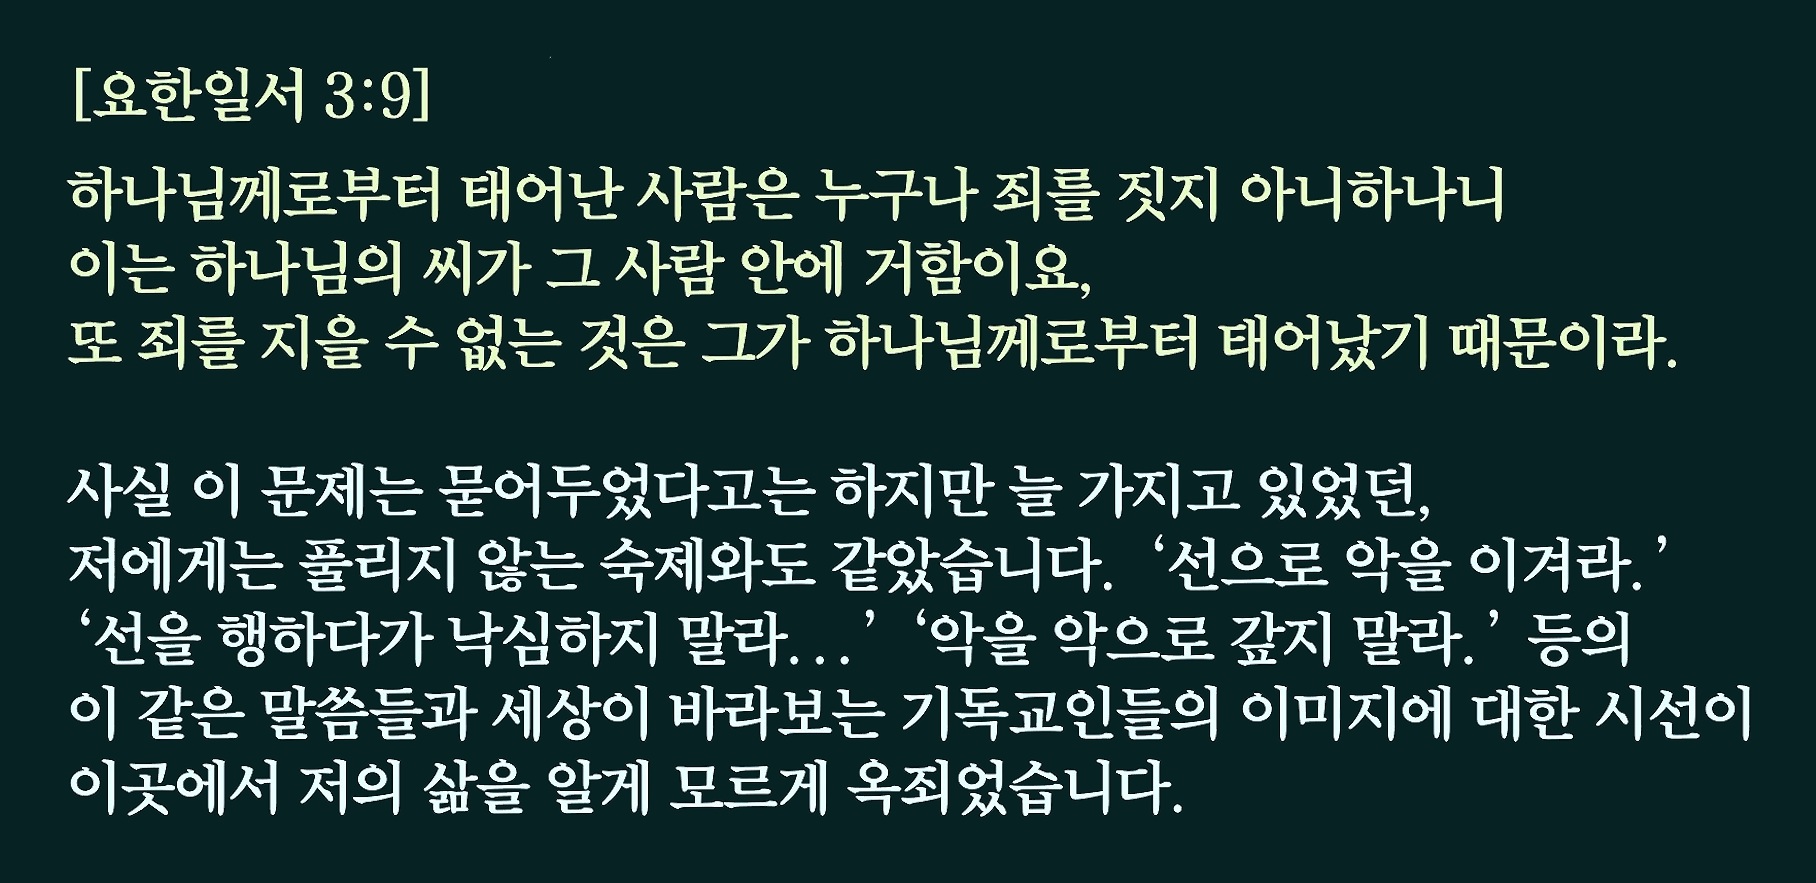 [요한일서 3:9]
하나님께로부터 태어난 사람은 누구나 죄를 짓지 아니하나니
이는 하나님의 씨가 그 사람 안에 거함이요,
또 죄를 지을 수 없는 것은 그가 하나님께로부터 태어났기 때문이라.
사실 이 문제는 묻어두었다고는 하지만 늘 가지고 있었던,
저에게는 풀리지 않는 숙제와도 같았습니다. ‘선으로 악을 이겨라.’
‘선을 행하다가 낙심하지 말라...’ ‘악을 악으로 갚지 말라.’ 등의
이 같은 말씀들과 세상이 바라보는 기독교인들의 이미지에 대한 시선이
이곳에서 저의 삶을 알게 모르게 옥죄었습니다.